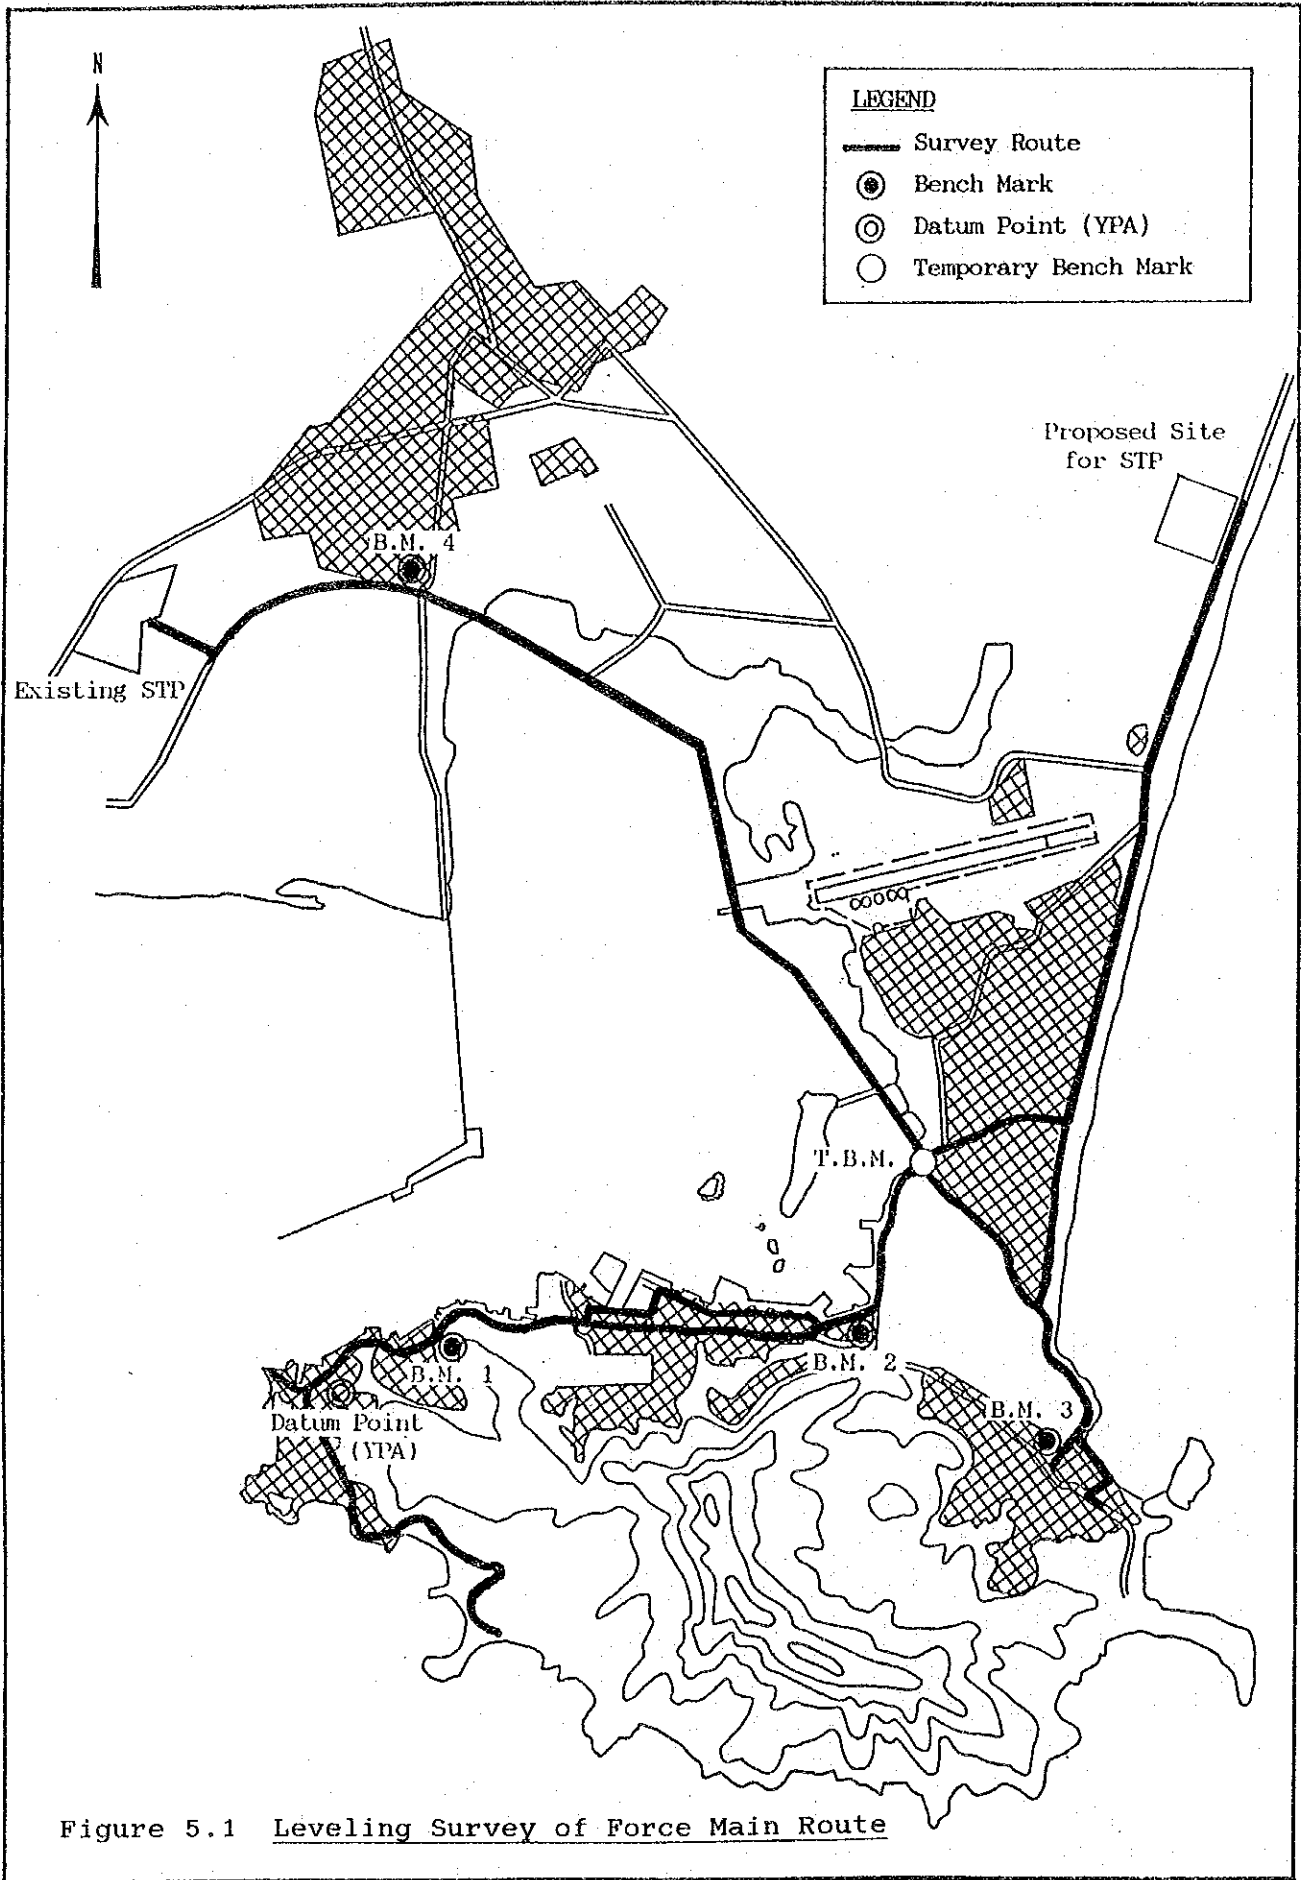 N
LEGEND
Survey Route
Bench Mark
Datum Point (YPA)
Temporary Bench Mark
Proposed Site
for STP
B.M. 4
Existing STP
T.B.M.
B.M. 1
B.M. 2
B.M. 3
Datum Point
(YPA)
Figure 5.1 Leveling Survey of Force Main Route